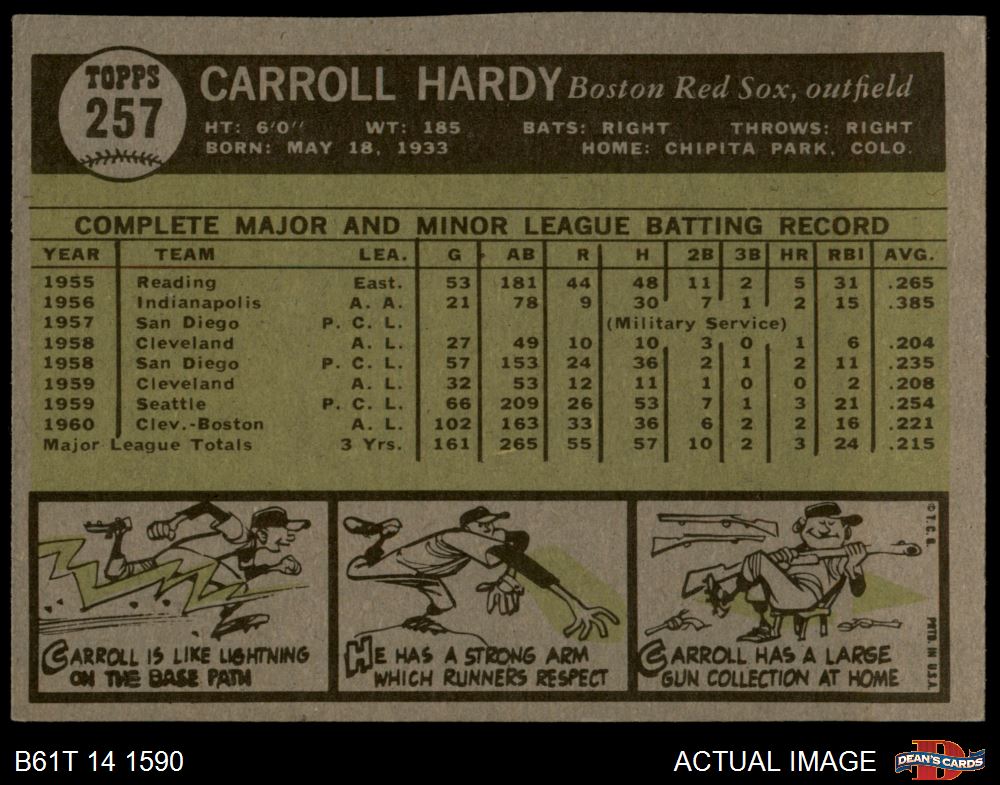 TOPPS
257
CARROLL HARDY Boston Red Sox, outfield
HT: 6'0" WT: 185 BATS: RIGHT THROWS: RIGHT
BORN: MAY 18, 1933 HOME: CHIPITA PARK, COLO.
COMPLETE MAJOR AND MINOR LEAGUE BATTING RECORD
YEAR TEAM LEA. G AB R H 2B 3B HR RBI AVG.
1955 Reading East. 53 181 44 48 11 2 5 31 .265
1956 Indianapolis A. A. 21 78 9 30 7 1 2 15 .385
1957 San Diego P. C. L. (Military Service)
1958 Cleveland A. L. 27 49 10 10 3 0 1 6 .204
1958 San Diego P. C. L. 57 153 24 36 2 1 2 11 .235
1959 Cleveland A. L. 32 53 12 11 1 0 0 2 .208
1959 Seattle P. C. L. 66 209 26 53 7 1 3 21 .254
1960 Clev.-Boston A. L. 102 163 33 36 6 2 2 16 .221
Major League Totals 3 Yrs. 161 265 55 57 10 2 3 24 .215
CARROLL IS LIKE LIGHTNING
ON THE BASE PATH
HE HAS A STRONG ARM
WHICH RUNNERS RESPECT
CARROLL HAS A LARGE
GUN COLLECTION AT HOME
© T.C.G.
PRTD. IN U.S.A.
B61T 14 1590
ACTUAL IMAGE
DEAN'S CARDS